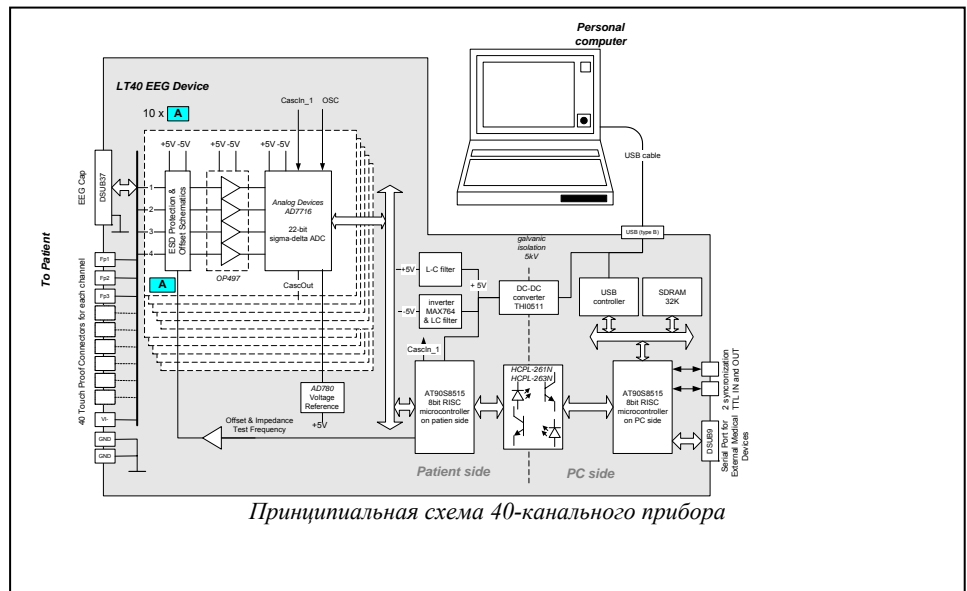 Personal
computer
LT40 EEG Device
10 x A
CascIn_1 OSC
+5V -5V
+5V -5V
+5V -5V
USB cable
EEG Cap
DSUB37
1
2
3
4
ESD Protection &
Offset Schematics
OP497
Analog Devices
AD7716
22-bit
sigma-delta ADC
CascOut
A
To Patient
40 Touch Proof Connectors for each channel
Fp1
Fp2
Fp3
VI-
GND
GND
USB (type B)
galvanic
isolation
5kV
+5V
L-C filter
+ 5V
-5V
inverter
MAX764
& LC filter
DC-DC
converter
THI0511
USB
controller
SDRAM
32K
CascIn_1
AD780
Voltage
Reference
+5V
Offset & Impedance
Test Frequency
AT90S8515
8bit RISC
microcontroller
on patien side
HCPL-261N
HCPL-263N
AT90S8515
8bit RISC
microcontroller
on PC side
2 syncronization
TTL IN and OUT
DSUB9
Serial Port for
External Medical
Devices
Patient side
PC side
Принципиальная схема 40-канального прибора